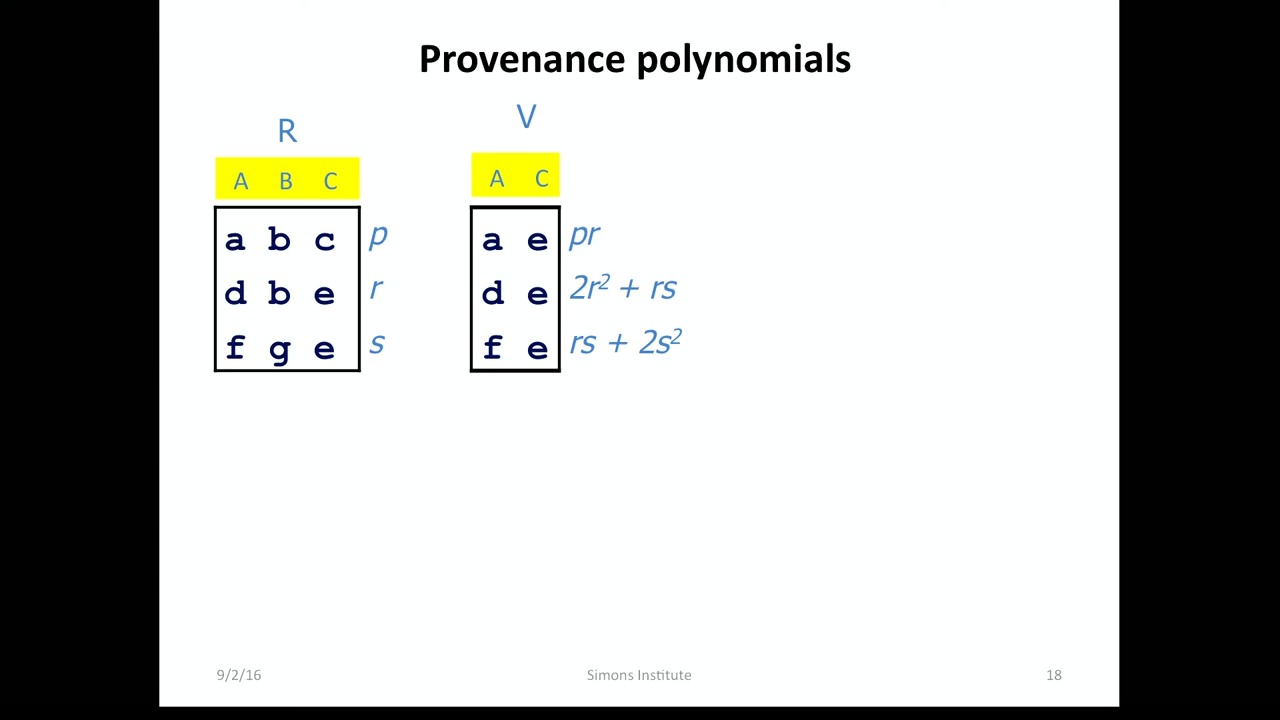 Provenance polynomials
R
A B C
a b c p
d b e r
f g e s
V
A C
a e pr
d e 2r² + rs
f e rs + 2s²
9/2/16
Simons Institute
18